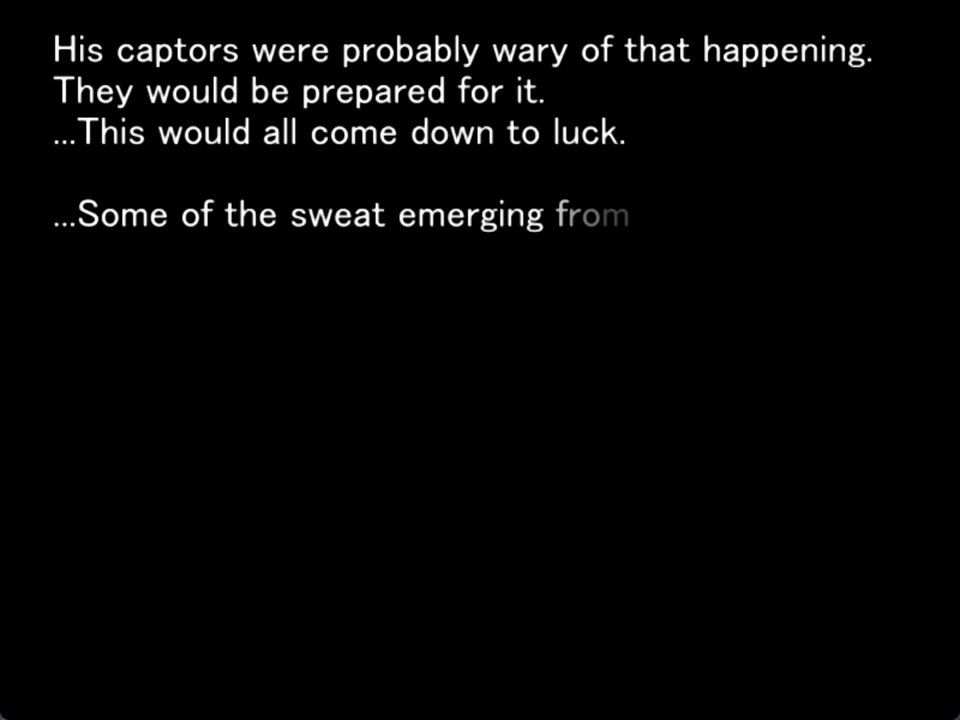 His captors were probably wary of that happening.
They would be prepared for it.
...This would all come down to luck.
...Some of the sweat emerging from